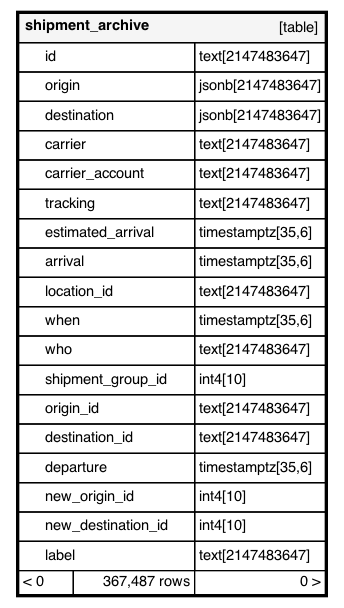 shipment_archive [table]
id text[2147483647]
origin jsonb[2147483647]
destination jsonb[2147483647]
carrier text[2147483647]
carrier_account text[2147483647]
tracking text[2147483647]
estimated_arrival timestamptz[35,6]
arrival timestamptz[35,6]
location_id text[2147483647]
when timestamptz[35,6]
who text[2147483647]
shipment_group_id int4[10]
origin_id text[2147483647]
destination_id text[2147483647]
departure timestamptz[35,6]
new_origin_id int4[10]
new_destination_id int4[10]
label text[2147483647]
< 0 367,487 rows 0 >